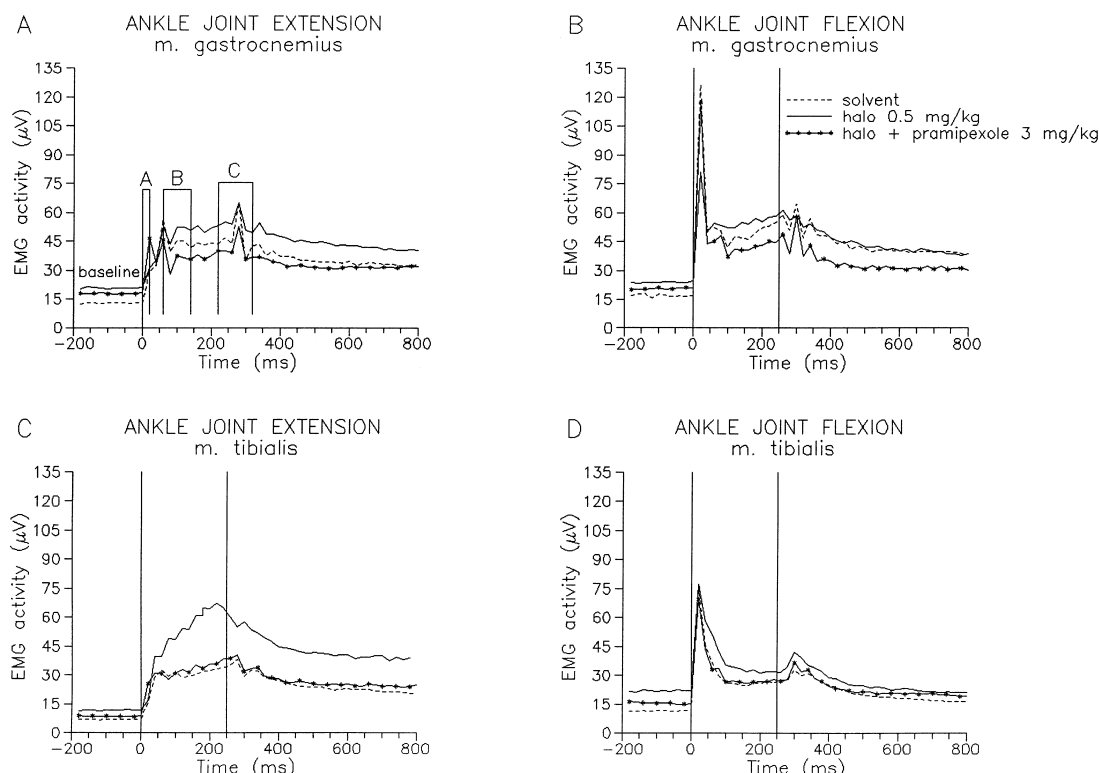 A
ANKLE JOINT EXTENSION
m. gastrocnemius
EMG activity (μV)
135
120
105
90
75
60
45
30
15
0
A
B
C
baseline
−200
0
200
400
600
800
Time (ms)
B
ANKLE JOINT FLEXION
m. gastrocnemius
EMG activity (μV)
135
120
105
90
75
60
45
30
15
0
solvent
halo 0.5 mg/kg
halo + pramipexole 3 mg/kg
−200
0
200
400
600
800
Time (ms)
C
ANKLE JOINT EXTENSION
m. tibialis
EMG activity (μV)
135
120
105
90
75
60
45
30
15
0
−200
0
200
400
600
800
Time (ms)
D
ANKLE JOINT FLEXION
m. tibialis
EMG activity (μV)
135
120
105
90
75
60
45
30
15
0
−200
0
200
400
600
800
Time (ms)